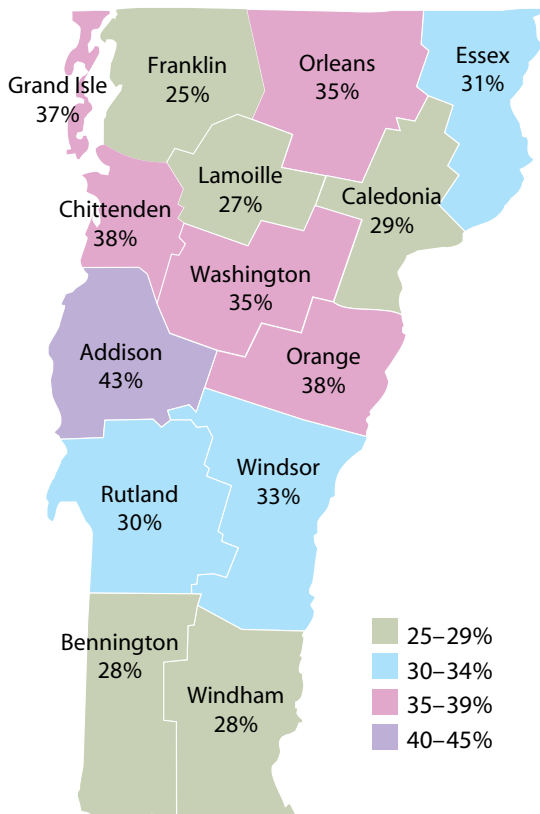 Grand Isle
37%
Franklin
25%
Orleans
35%
Essex
31%
Lamoille
27%
Caledonia
29%
Chittenden
38%
Washington
35%
Addison
43%
Orange
38%
Rutland
30%
Windsor
33%
Bennington
28%
Windham
28%
25–29%
30–34%
35–39%
40–45%